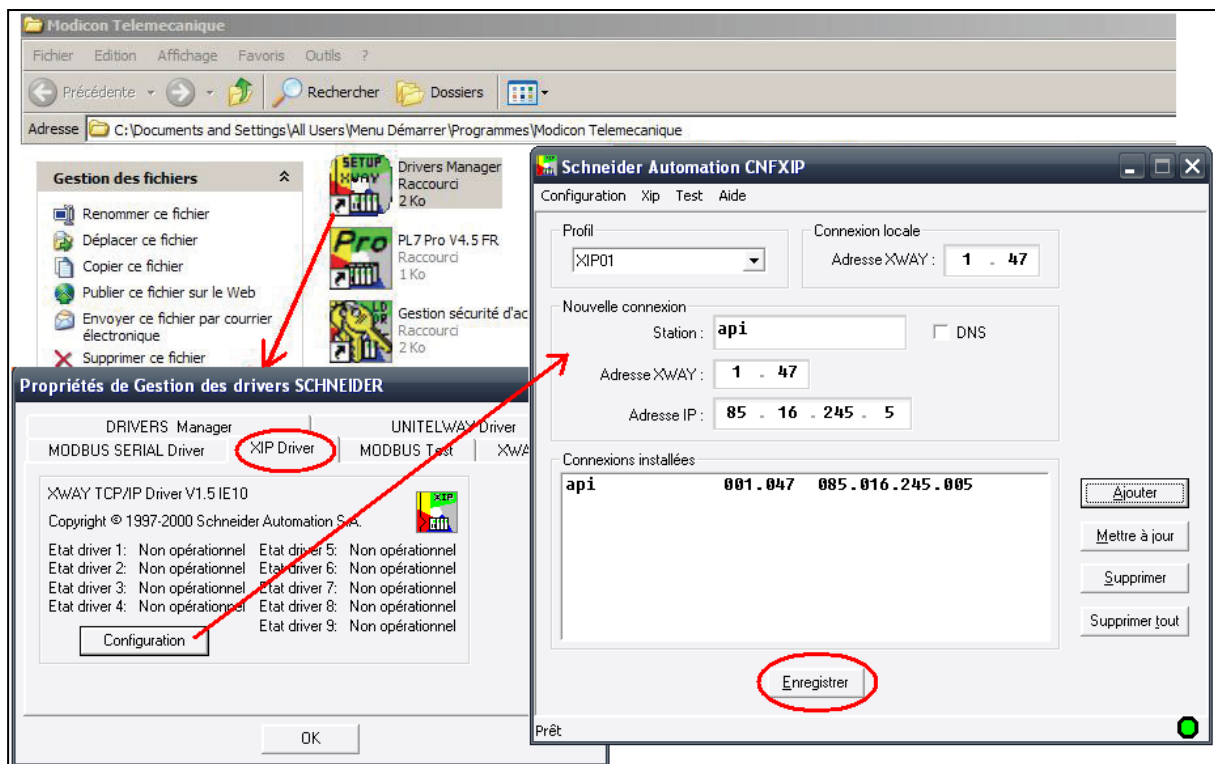 Modicon Telemecanique
Fichier Edition Affichage Favoris Outils ?
Précédente Rechercher Dossiers
Adresse C:\Documents and Settings\All Users\Menu Démarrer\Programmes\Modicon Telemecanique
Gestion des fichiers
Renommer ce fichier
Déplacer ce fichier
Copier ce fichier
Publier ce fichier sur le Web
Envoyer ce fichier par courrier
électronique
Supprimer ce fichier
SETUP
XWAY
Drivers Manager
Raccourci
2 Ko
Pro
PL7 Pro V4.5 FR
Raccourci
1 Ko
Gestion sécurité d'ac
Raccourci
2 Ko
Propriétés de Gestion des drivers SCHNEIDER
DRIVERS Manager UNITELWAY Driver
MODBUS SERIAL Driver XIP Driver MODBUS Test XWA
XWAY TCP/IP Driver V1.5 IE10
XIP
Copyright © 1997-2000 Schneider Automation S.A.
Etat driver 1: Non opérationnel Etat driver 5: Non opérationnel
Etat driver 2: Non opérationnel Etat driver 6: Non opérationnel
Etat driver 3: Non opérationnel Etat driver 7: Non opérationnel
Etat driver 4: Non opérationnel Etat driver 8: Non opérationnel
Etat driver 9: Non opérationnel
Configuration
OK
Schneider Automation CNFXIP
Configuration Xip Test Aide
Profil
XIP01
Connexion locale
Adresse XWAY : 1 . 47
Nouvelle connexion
Station : api DNS
Adresse XWAY : 1 . 47
Adresse IP : 85 . 16 . 245 . 5
Connexions installées
api 001.047 085.016.245.005
Ajouter
Mettre à jour
Supprimer
Supprimer tout
Enregistrer
Prêt